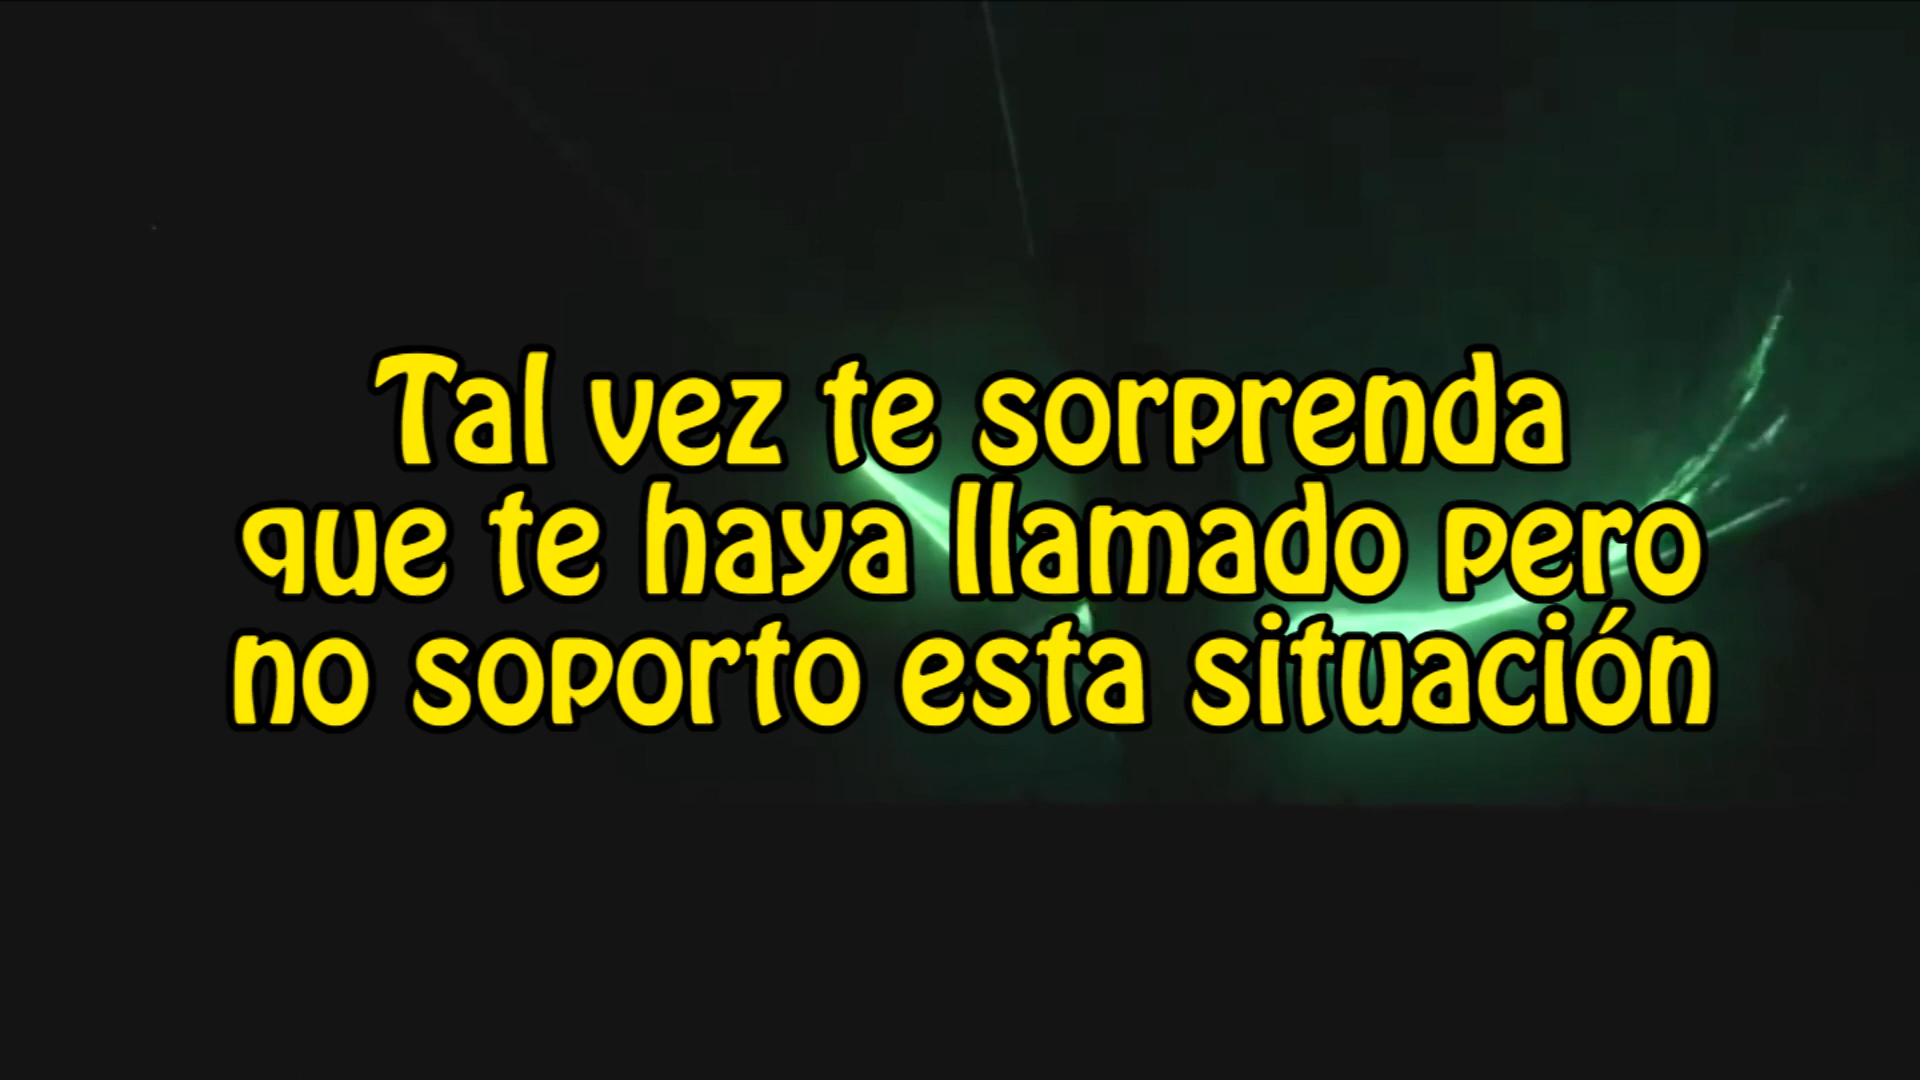 Tal vez te sorprenda
que te haya llamado pero
no soporto esta situación